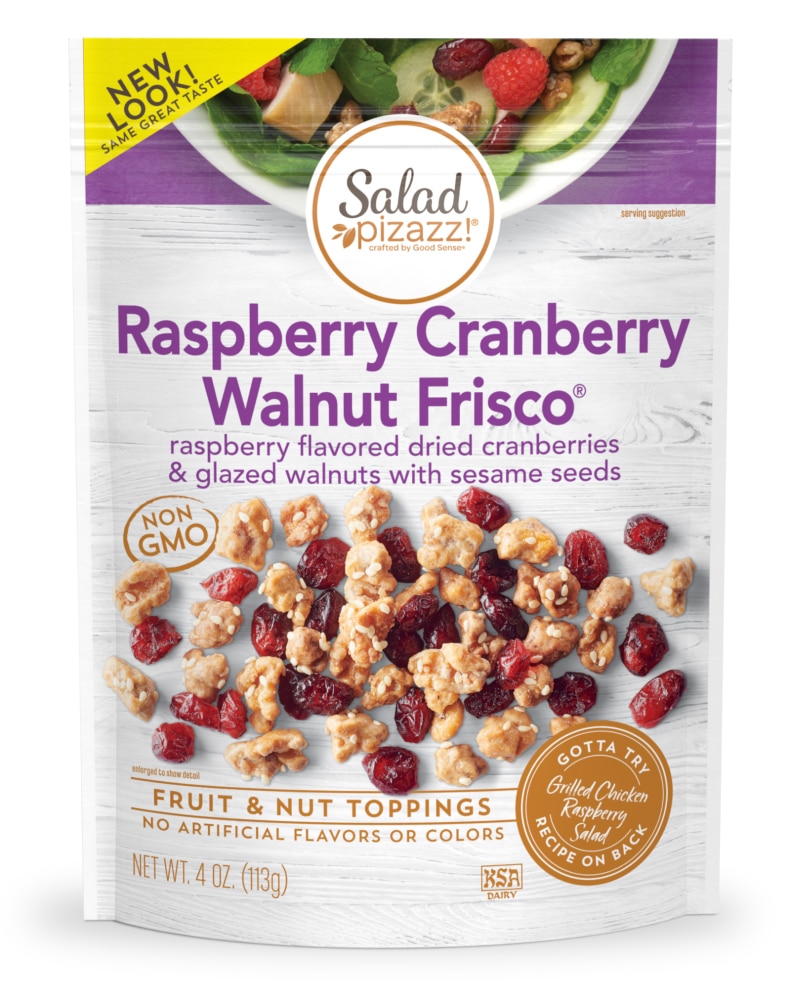 NEW
LOOK!
SAME GREAT TASTE
Salad
pizazz!®
crafted by Good Sense®
serving suggestion
Raspberry Cranberry
Walnut Frisco®
raspberry flavored dried cranberries
& glazed walnuts with sesame seeds
NON
GMO
enlarged to show detail
FRUIT & NUT TOPPINGS
NO ARTIFICIAL FLAVORS OR COLORS
NET WT. 4 OZ. (113g)
GOTTA TRY
Grilled Chicken
Raspberry
Salad
RECIPE ON BACK
KSA
DAIRY